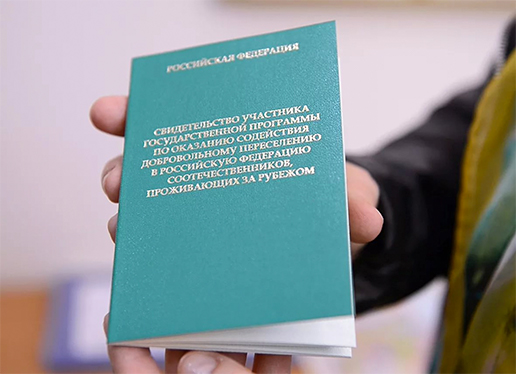 РОССИЙСКАЯ ФЕДЕРАЦИЯ
СВИДЕТЕЛЬСТВО УЧАСТНИКА
ГОСУДАРСТВЕННОЙ ПРОГРАММЫ
ПО ОКАЗАНИЮ СОДЕЙСТВИЯ
ДОБРОВОЛЬНОМУ ПЕРЕСЕЛЕНИЮ
В РОССИЙСКУЮ ФЕДЕРАЦИЮ
СООТЕЧЕСТВЕННИКОВ,
ПРОЖИВАЮЩИХ ЗА РУБЕЖОМ